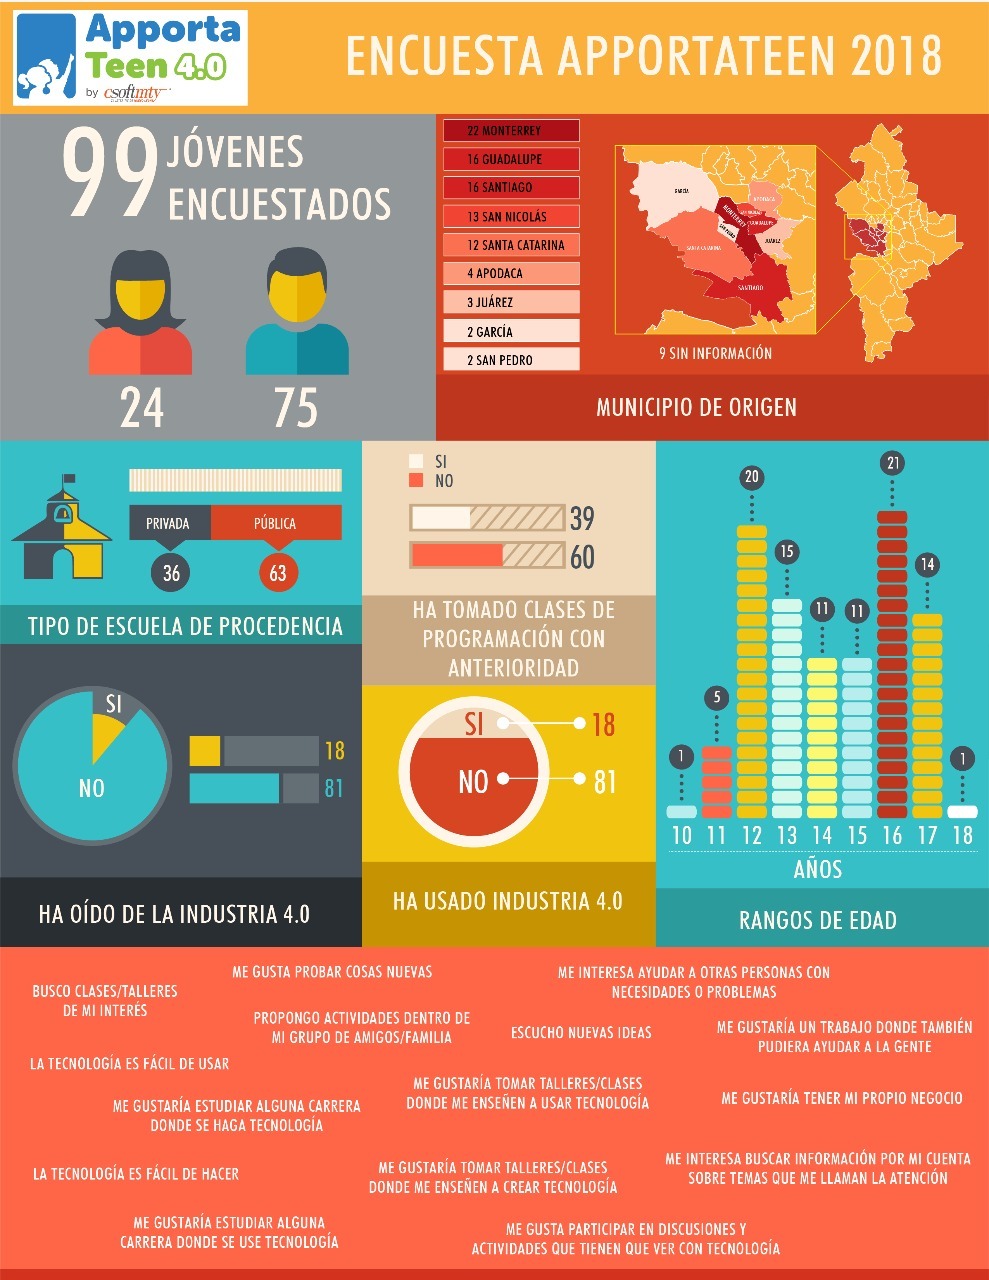 Apporta
Teen 4.0
by csoftmty
ENCUESTA APPORTATEEN 2018
99 JÓVENES
ENCUESTADOS
24
75
22 MONTERREY
16 GUADALUPE
16 SANTIAGO
13 SAN NICOLÁS
12 SANTA CATARINA
4 APODACA
3 JUÁREZ
2 GARCÍA
2 SAN PEDRO
GARCÍA
APODACA
MONTERREY
GUADALUPE
SAN PEDRO
JUÁREZ
SANTA CATARINA
SANTIAGO
9 SIN INFORMACIÓN
MUNICIPIO DE ORIGEN
PRIVADA
PÚBLICA
36
63
TIPO DE ESCUELA DE PROCEDENCIA
SI
NO
39
60
HA TOMADO CLASES DE
PROGRAMACIÓN CON
ANTERIORIDAD
20
21
15
14
11
11
5
1
1
10 11 12 13 14 15 16 17 18
AÑOS
RANGOS DE EDAD
SI
NO
18
81
HA OÍDO DE LA INDUSTRIA 4.0
SI
18
NO
81
HA USADO INDUSTRIA 4.0
ME GUSTA PROBAR COSAS NUEVAS
ME INTERESA AYUDAR A OTRAS PERSONAS CON
NECESIDADES O PROBLEMAS
BUSCO CLASES/TALLERES
DE MI INTERÉS
PROPONGO ACTIVIDADES DENTRO DE
MI GRUPO DE AMIGOS/FAMILIA
ESCUCHO NUEVAS IDEAS
ME GUSTARÍA UN TRABAJO DONDE TAMBIÉN
PUDIERA AYUDAR A LA GENTE
LA TECNOLOGÍA ES FÁCIL DE USAR
ME GUSTARÍA TOMAR TALLERES/CLASES
DONDE ME ENSEÑEN A USAR TECNOLOGÍA
ME GUSTARÍA TENER MI PROPIO NEGOCIO
ME GUSTARÍA ESTUDIAR ALGUNA CARRERA
DONDE SE HAGA TECNOLOGÍA
LA TECNOLOGÍA ES FÁCIL DE HACER
ME GUSTARÍA TOMAR TALLERES/CLASES
DONDE ME ENSEÑEN A CREAR TECNOLOGÍA
ME INTERESA BUSCAR INFORMACIÓN POR MI CUENTA
SOBRE TEMAS QUE ME LLAMAN LA ATENCIÓN
ME GUSTARÍA ESTUDIAR ALGUNA
CARRERA DONDE SE USE TECNOLOGÍA
ME GUSTA PARTICIPAR EN DISCUSIONES Y
ACTIVIDADES QUE TIENEN QUE VER CON TECNOLOGÍA